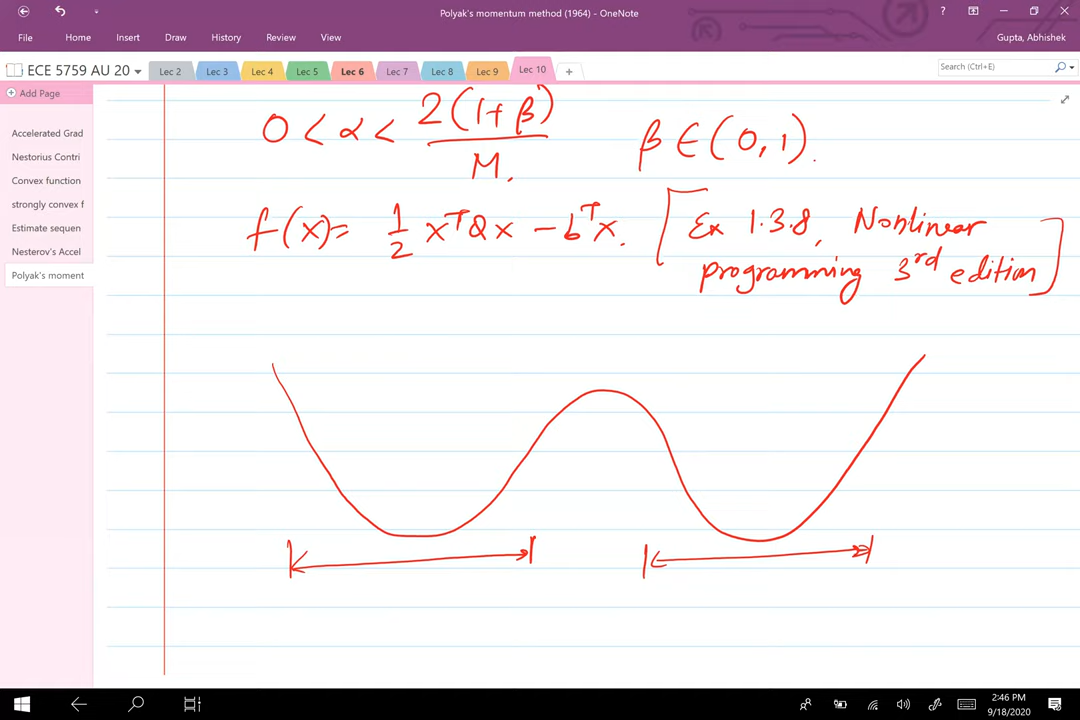 Polyak's momentum method (1964) - OneNote
?
File
Home
Insert
Draw
History
Review
View
Gupta, Abhishek
ECE 5759 AU 20
Lec 2
Lec 3
Lec 4
Lec 5
Lec 6
Lec 7
Lec 8
Lec 9
Lec 10
+
Search (Ctrl+E)
Add Page
Accelerated Grad
Nestorius Contri
Convex function
strongly convex f
Estimate sequen
Nesterov's Accel
Polyak's moment
0 < α < 2(1+β) / M. β ∈ (0, 1).
f(x) = 1/2 x^T Q x - b^T x. [Ex 1.3.8, Nonlinear
programming 3rd edition]
2:46 PM
9/18/2020